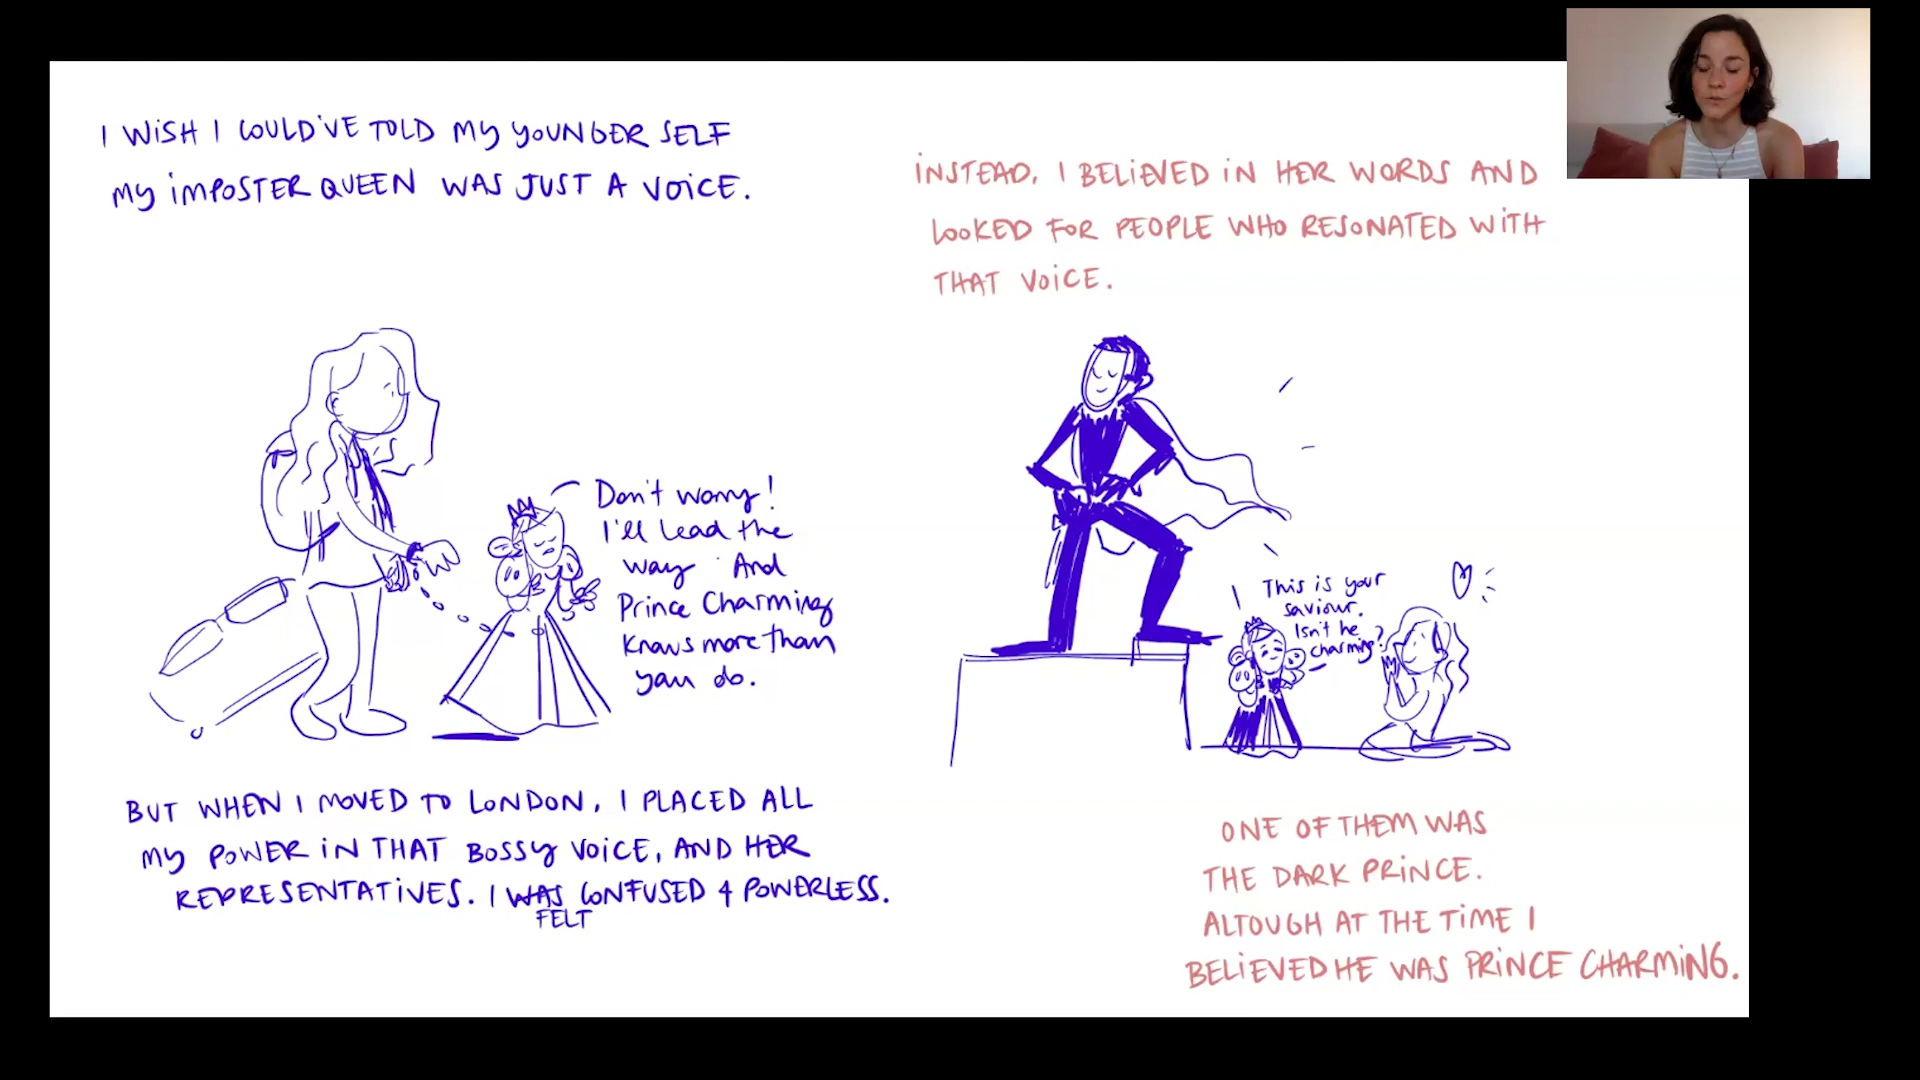 I WISH I COULD'VE TOLD MY YOUNGER SELF
MY IMPOSTER QUEEN WAS JUST A VOICE.
Don't worry!
I'll lead the
way And
Prince Charming
knows more than
you do.
BUT WHEN I MOVED TO LONDON, I PLACED ALL
MY POWER IN THAT BOSSY VOICE, AND HER
REPRESENTATIVES. I WAS CONFUSED & POWERLESS.
FELT
INSTEAD, I BELIEVED IN HER WORDS AND
LOOKED FOR PEOPLE WHO RESONATED WITH
THAT VOICE.
This is your
saviour.
Isn't he
charming?
ONE OF THEM WAS
THE DARK PRINCE.
ALTOUGH AT THE TIME I
BELIEVED HE WAS PRINCE CHARMING.